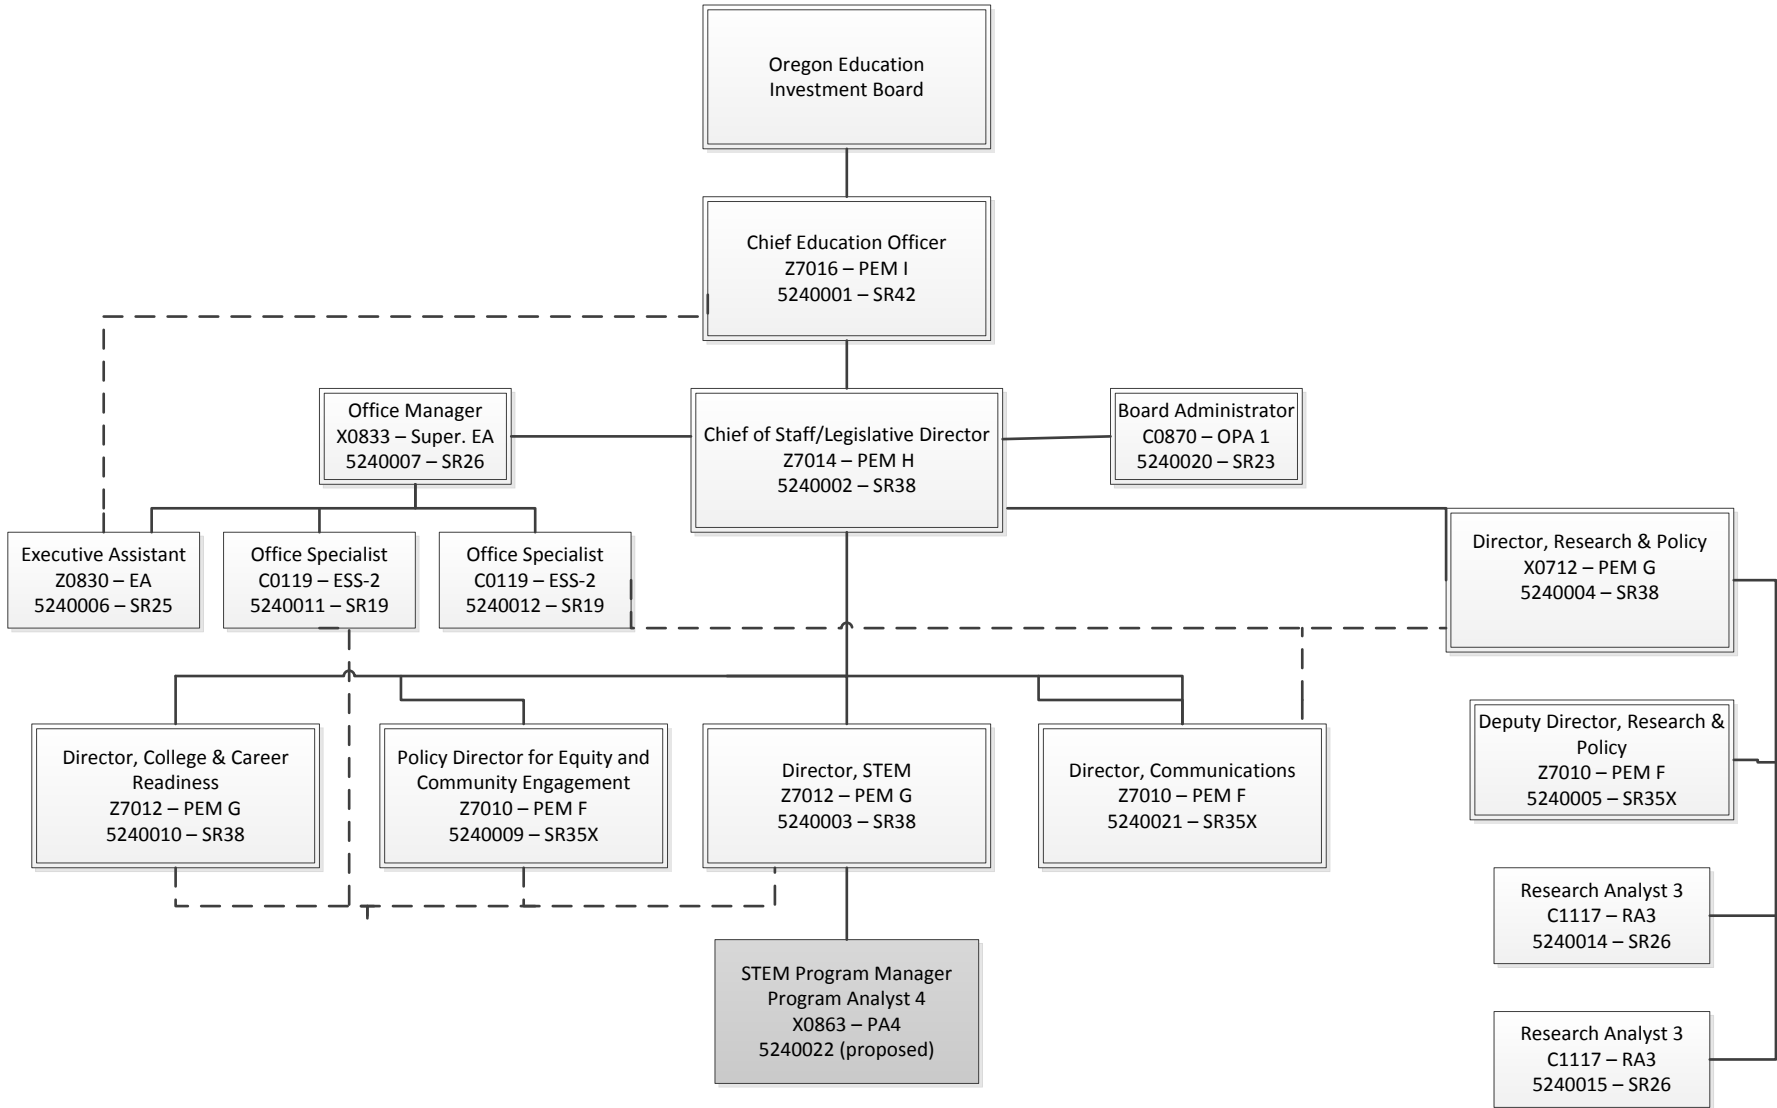 Oregon Education
Investment Board
Chief Education Officer
Z7016 – PEM I
5240001 – SR42
Office Manager
X0833 – Super. EA
5240007 – SR26
Chief of Staff/Legislative Director
Z7014 – PEM H
5240002 – SR38
Board Administrator
C0870 – OPA 1
5240020 – SR23
Executive Assistant
Z0830 – EA
5240006 – SR25
Office Specialist
C0119 – ESS-2
5240011 – SR19
Office Specialist
C0119 – ESS-2
5240012 – SR19
Director, Research & Policy
X0712 – PEM G
5240004 – SR38
Director, College & Career
Readiness
Z7012 – PEM G
5240010 – SR38
Policy Director for Equity and
Community Engagement
Z7010 – PEM F
5240009 – SR35X
Director, STEM
Z7012 – PEM G
5240003 – SR38
Director, Communications
Z7010 – PEM F
5240021 – SR35X
Deputy Director, Research &
Policy
Z7010 – PEM F
5240005 – SR35X
Research Analyst 3
C1117 – RA3
5240014 – SR26
STEM Program Manager
Program Analyst 4
X0863 – PA4
5240022 (proposed)
Research Analyst 3
C1117 – RA3
5240015 – SR26